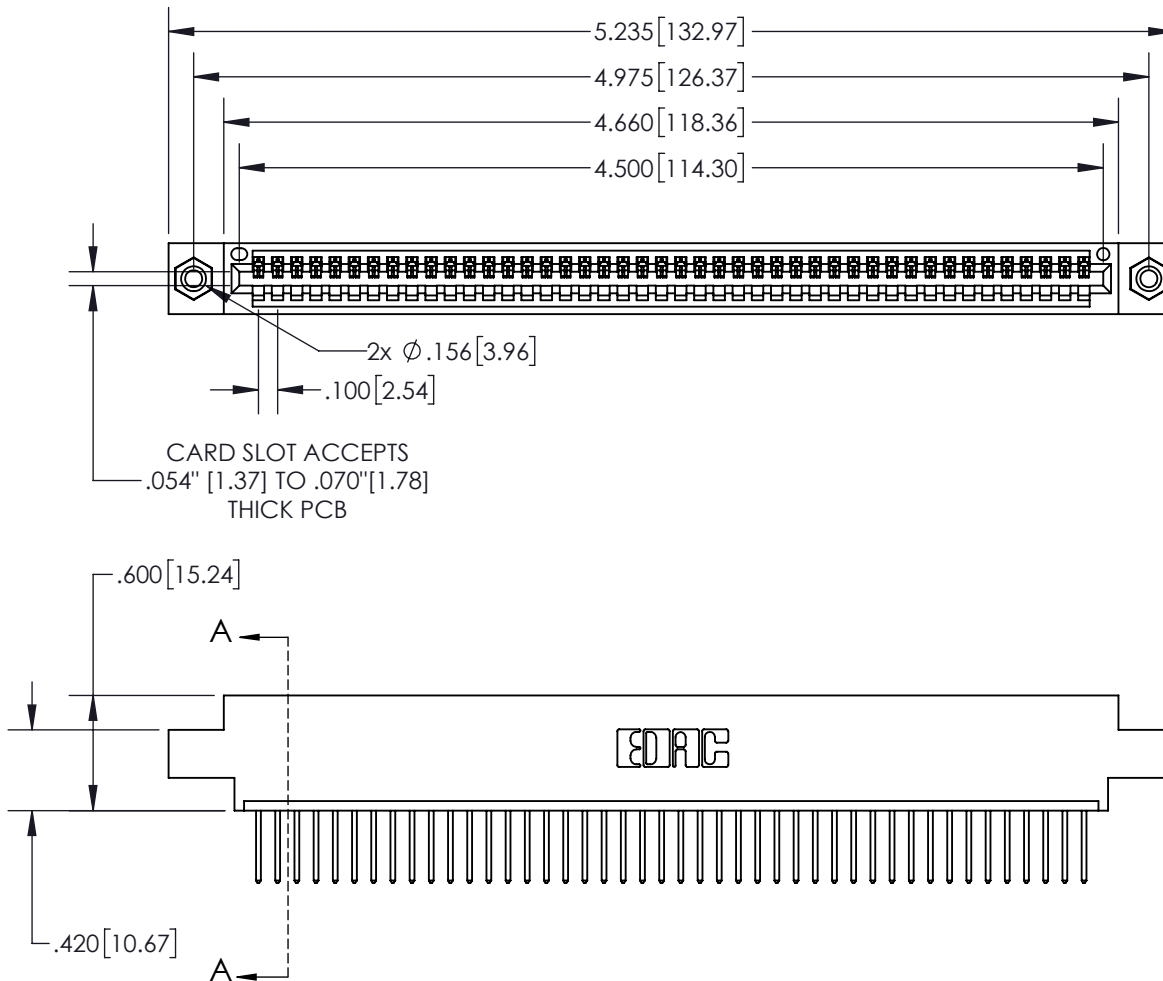 5.235[132.97]
4.975[126.37]
4.660[118.36]
4.500[114.30]
2x Ø.156[3.96]
.100[2.54]
CARD SLOT ACCEPTS
.054" [1.37] TO .070"[1.78]
THICK PCB
.600[15.24]
A
EDAC
.420[10.67]
A